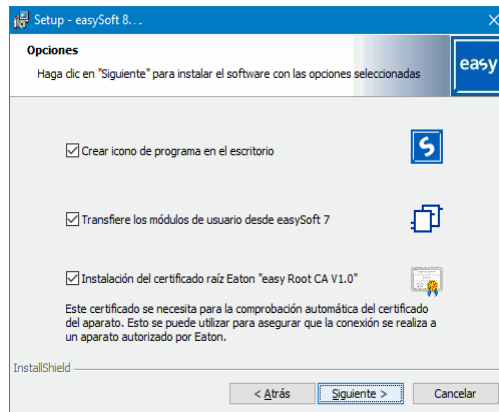 Setup - easySoft 8. . .
Opciones
Haga clic en "Siguiente" para instalar el software con las opciones seleccionadas
easy
Crear icono de programa en el escritorio
S
Transfiere los módulos de usuario desde easySoft 7
Instalación del certificado raíz Eaton "easy Root CA V1.0"
Este certificado se necesita para la comprobación automática del certificado
del aparato. Esto se puede utilizar para asegurar que la conexión se realiza a
un aparato autorizado por Eaton.
InstallShield
< Atrás Siguiente > Cancelar